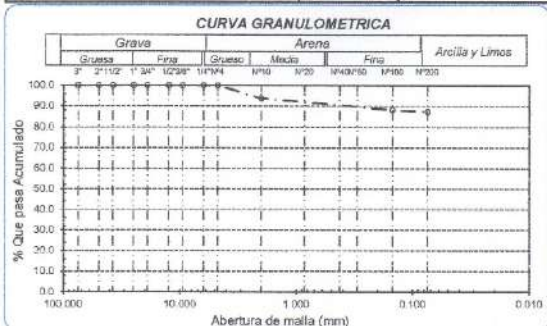 CURVA GRANULOMETRICA
Grava Arena Arcilla y Limos
Gruesa Fina Grueso Media Fina
3" 2" 1 1/2" 1" 3/4" 1/2" 3/8" 1/4" Nº4 Nº10 Nº20 Nº40 Nº50 Nº100 Nº200
% Que pasa Acumulado
100.0
90.0
80.0
70.0
60.0
50.0
40.0
30.0
20.0
10.0
0.0
100.000 10.000 1.000 0.100 0.010
Abertura de malla (mm)